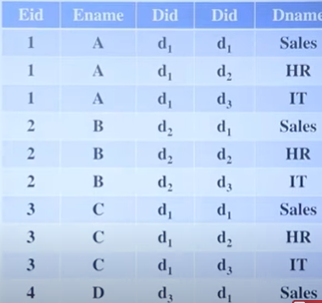 Eid Ename Did Did Dname
1 A d₁ d₁ Sales
1 A d₁ d₂ HR
1 A d₁ d₃ IT
2 B d₂ d₁ Sales
2 B d₂ d₂ HR
2 B d₂ d₃ IT
3 C d₁ d₁ Sales
3 C d₁ d₂ HR
3 C d₁ d₃ IT
4 D d₃ d₁ Sales